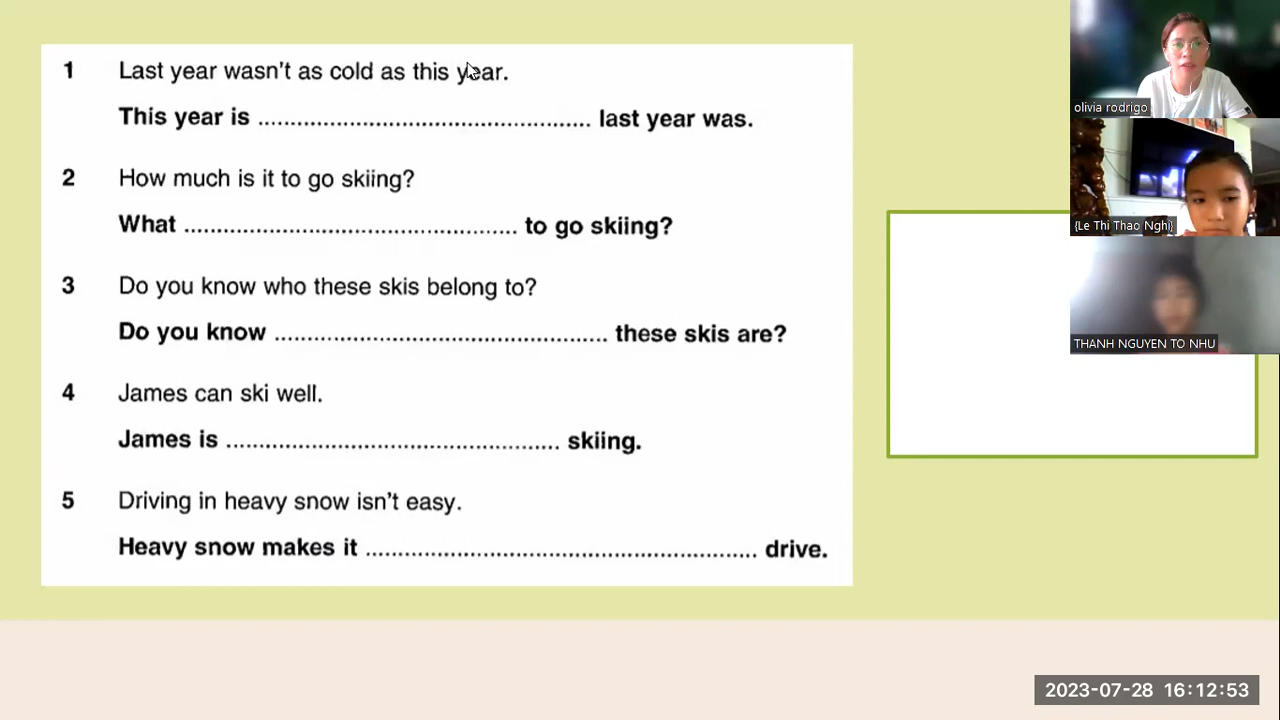 1 Last year wasn't as cold as this year.
This year is ................................................... last year was.
2 How much is it to go skiing?
What ................................................... to go skiing?
3 Do you know who these skis belong to?
Do you know ................................................... these skis are?
4 James can ski well.
James is ................................................... skiing.
5 Driving in heavy snow isn't easy.
Heavy snow makes it ............................................................ drive.
olivia rodrigo
{Le Thi Thao Nghi}
THANH NGUYEN TO NHU
2023-07-28 16:12:53